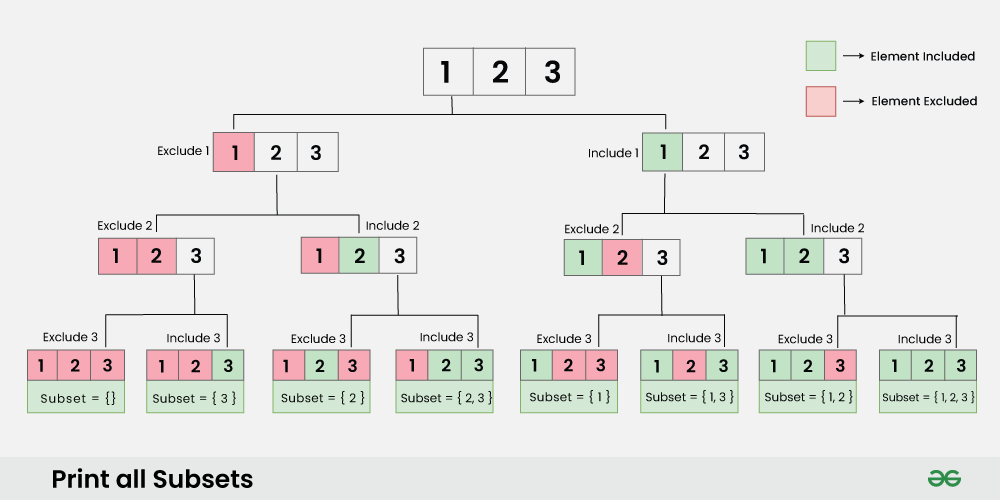 1 2 3
Element Included
Element Excluded
Exclude 1
1 2 3
Include 1
1 2 3
Exclude 2
1 2 3
Include 2
1 2 3
Exclude 2
1 2 3
Include 2
1 2 3
Exclude 3
1 2 3
Subset = {}
Include 3
1 2 3
Subset = { 3 }
Exclude 3
1 2 3
Subset = { 2 }
Include 3
1 2 3
Subset = { 2, 3 }
Exclude 3
1 2 3
Subset = { 1 }
Include 3
1 2 3
Subset = { 1, 3 }
Exclude 3
1 2 3
Subset = { 1, 2 }
Include 3
1 2 3
Subset = { 1, 2, 3 }
Print all Subsets